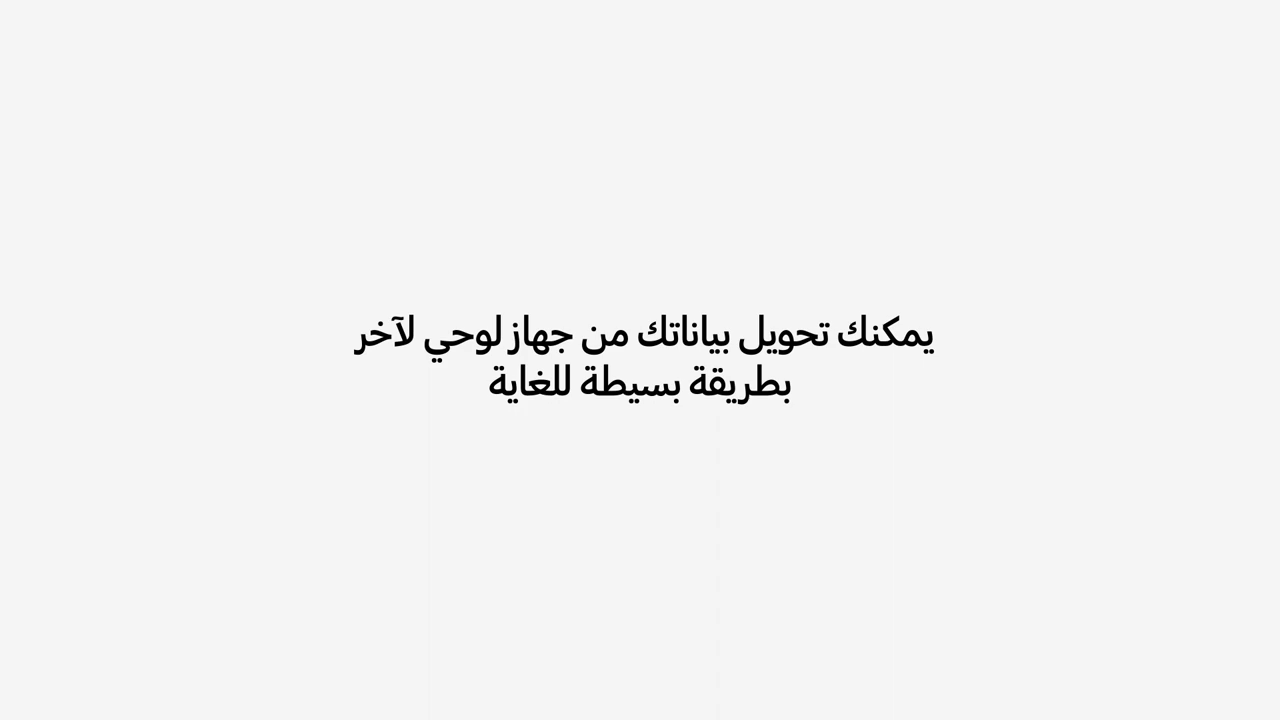 يمكنك تحويل بياناتك من جهاز لوحي لآخر
بطريقة بسيطة للغاية